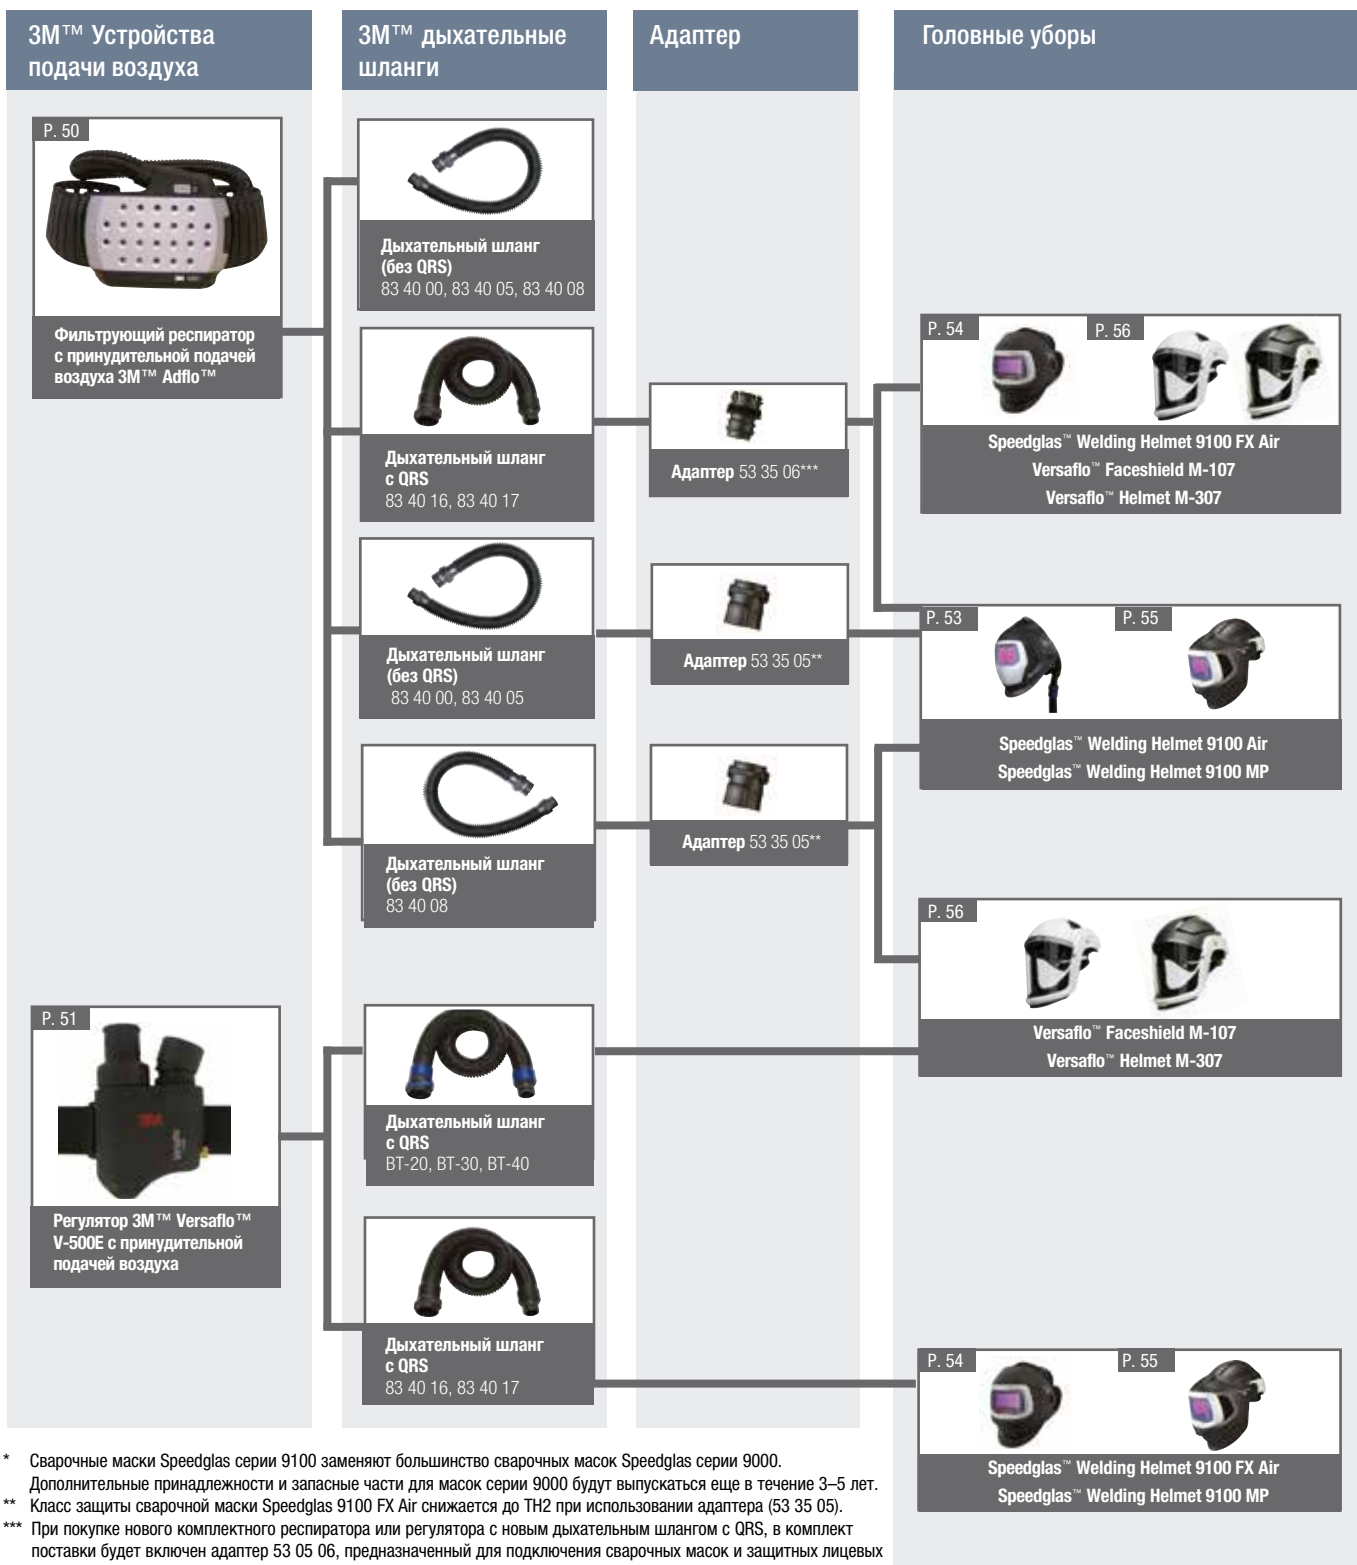 3M™ Устройства
подачи воздуха
3M™ дыхательные
шланги
Адаптер
Головные уборы
P. 50
Фильтрующий респиратор
с принудительной подачей
воздуха 3M™ Adflo™
Дыхательный шланг
(без QRS)
83 40 00, 83 40 05, 83 40 08
Дыхательный шланг
с QRS
83 40 16, 83 40 17
Адаптер 53 35 06***
P. 54
P. 56
Speedglas™ Welding Helmet 9100 FX Air
Versaflo™ Faceshield M-107
Versaflo™ Helmet M-307
Дыхательный шланг
(без QRS)
83 40 00, 83 40 05
Адаптер 53 35 05**
P. 53
P. 55
Speedglas™ Welding Helmet 9100 Air
Speedglas™ Welding Helmet 9100 MP
Дыхательный шланг
(без QRS)
83 40 08
Адаптер 53 35 05**
P. 56
Versaflo™ Faceshield M-107
Versaflo™ Helmet M-307
P. 51
3M
Регулятор 3M™ Versaflo™
V-500E с принудительной
подачей воздуха
Дыхательный шланг
с QRS
BT-20, BT-30, BT-40
Дыхательный шланг
с QRS
83 40 16, 83 40 17
P. 54
P. 55
Speedglas™ Welding Helmet 9100 FX Air
Speedglas™ Welding Helmet 9100 MP
* Сварочные маски Speedglas серии 9100 заменяют большинство сварочных масок Speedglas серии 9000.
Дополнительные принадлежности и запасные части для масок серии 9000 будут выпускаться еще в течение 3–5 лет.
** Класс защиты сварочной маски Speedglas 9100 FX Air снижается до TH2 при использовании адаптера (53 35 05).
*** При покупке нового комплектного респиратора или регулятора с новым дыхательным шлангом с QRS, в комплект
поставки будет включен адаптер 53 05 06, предназначенный для подключения сварочных масок и защитных лицевых